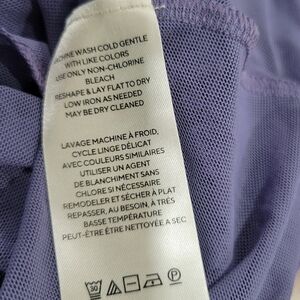 MACHINE WASH COLD GENTLE
WITH LIKE COLORS
USE ONLY NON-CHLORINE
BLEACH
RESHAPE & LAY FLAT TO DRY
LOW IRON AS NEEDED
MAY BE DRY CLEANED
LAVAGE MACHINE À FROID,
CYCLE LINGE DÉLICAT
AVEC COULEURS SIMILAIRES
UTILISER UN AGENT
DE BLANCHIMENT SANS
CHLORE SI NÉCESSAIRE
REMODELER ET SÉCHER À PLAT
REPASSER, AU BESOIN, À TRÈS
BASSE TEMPÉRATURE
PEUT-ÊTRE ÊTRE NETTOYÉE A SEC
30 P